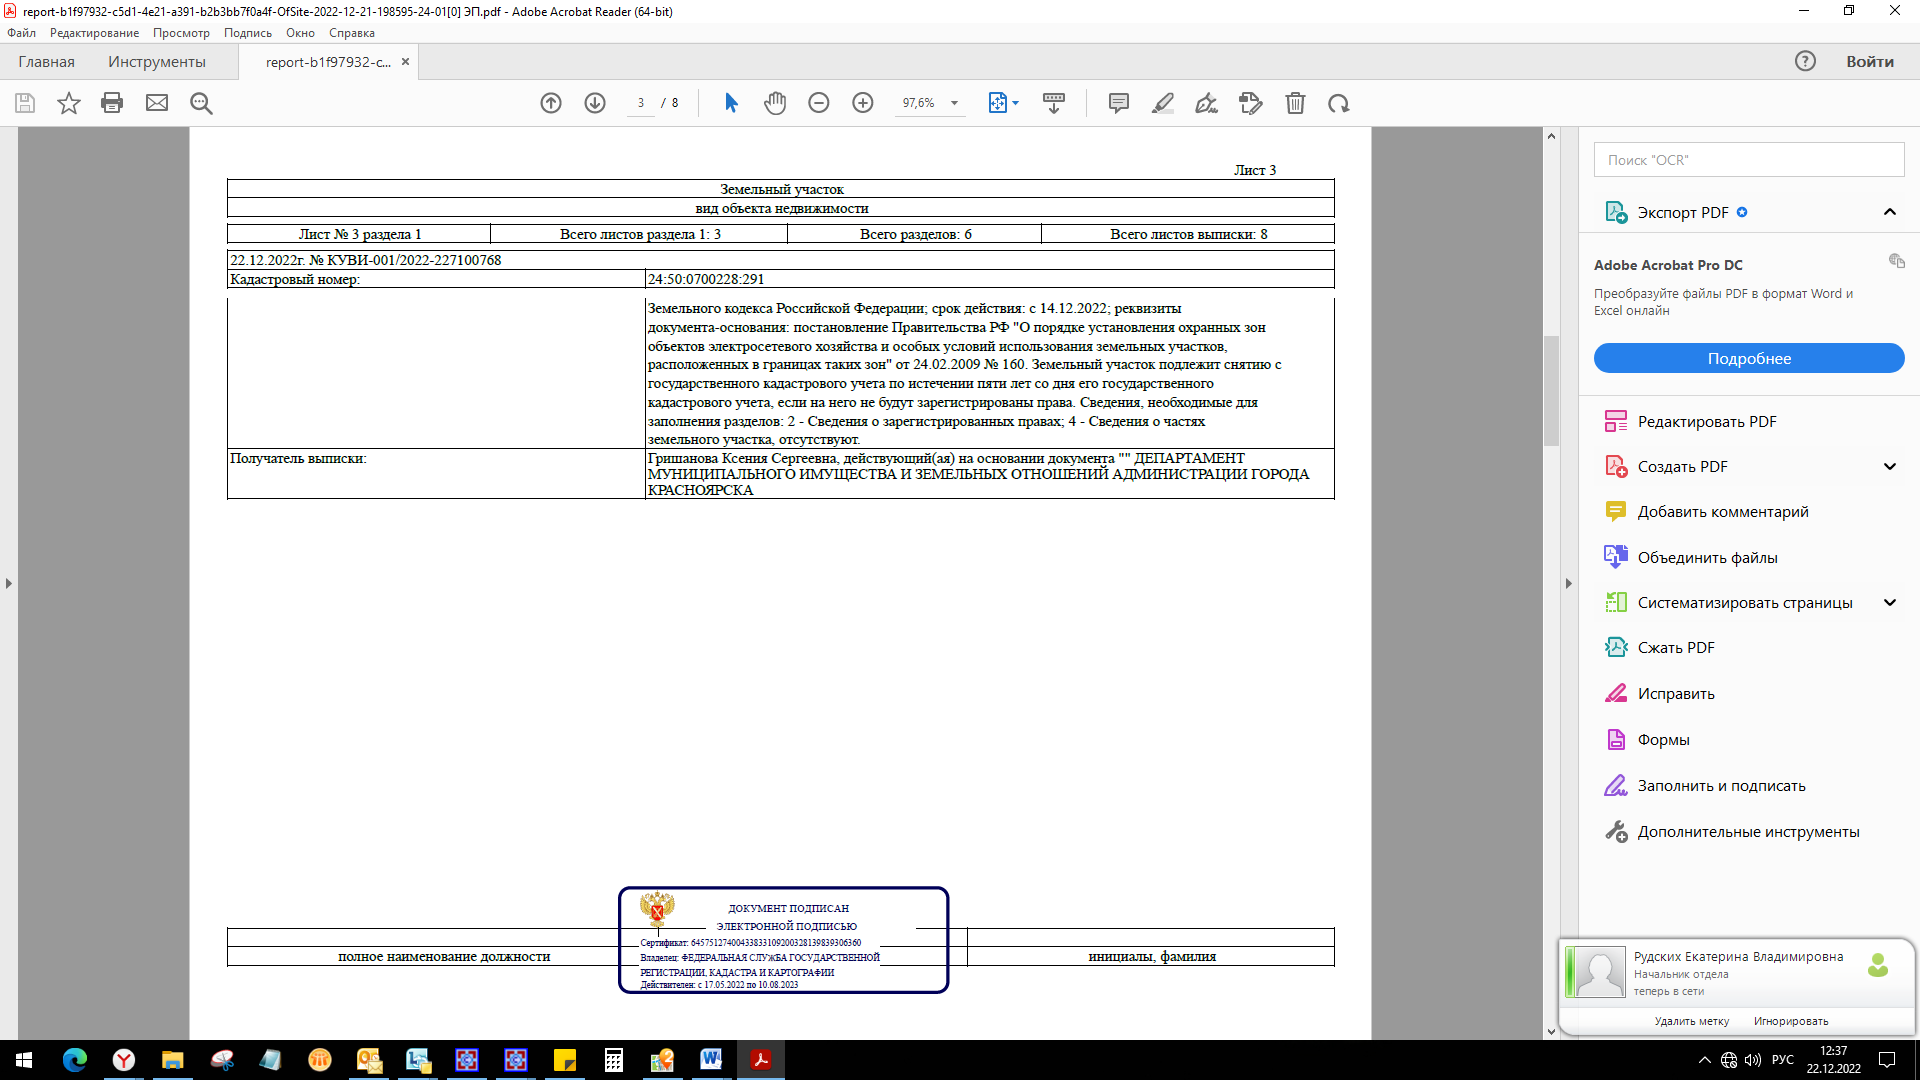 report-b1f97932-c5d1-4e21-a391-b2b3bb7f0a4f-OfSite-2022-12-21-198595-24-01[0] ЭП.pdf - Adobe Acrobat Reader (64-bit)
Файл Редактирование Просмотр Подпись Окно Справка
Главная Инструменты report-b1f97932-c... × Войти
3 / 8 97,6%
Лист 3
Земельный участок
вид объекта недвижимости
Лист № 3 раздела 1 Всего листов раздела 1: 3 Всего разделов: 6 Всего листов выписки: 8
22.12.2022г. № КУВИ-001/2022-227100768
Кадастровый номер: 24:50:0700228:291
Земельного кодекса Российской Федерации; срок действия: с 14.12.2022; реквизиты
документа-основания: постановление Правительства РФ "О порядке установления охранных зон
объектов электросетевого хозяйства и особых условий использования земельных участков,
расположенных в границах таких зон" от 24.02.2009 № 160. Земельный участок подлежит снятию с
государственного кадастрового учета по истечении пяти лет со дня его государственного
кадастрового учета, если на него не будут зарегистрированы права. Сведения, необходимые для
заполнения разделов: 2 - Сведения о зарегистрированных правах; 4 - Сведения о частях
земельного участка, отсутствуют.
Получатель выписки: Гришанова Ксения Сергеевна, действующий(ая) на основании документа "" ДЕПАРТАМЕНТ
МУНИЦИПАЛЬНОГО ИМУЩЕСТВА И ЗЕМЕЛЬНЫХ ОТНОШЕНИЙ АДМИНИСТРАЦИИ ГОРОДА
КРАСНОЯРСКА
ДОКУМЕНТ ПОДПИСАН
ЭЛЕКТРОННОЙ ПОДПИСЬЮ
Сертификат: 64575127400433833109200328139839306360
Владелец: ФЕДЕРАЛЬНАЯ СЛУЖБА ГОСУДАРСТВЕННОЙ
РЕГИСТРАЦИИ, КАДАСТРА И КАРТОГРАФИИ
Действителен: с 17.05.2022 по 10.08.2023
полное наименование должности инициалы, фамилия
Поиск "OCR"
Экспорт PDF
Adobe Acrobat Pro DC
Преобразуйте файлы PDF в формат Word и
Excel онлайн
Подробнее
Редактировать PDF
Создать PDF
Добавить комментарий
Объединить файлы
Систематизировать страницы
Сжать PDF
Исправить
Формы
Заполнить и подписать
Дополнительные инструменты
Рудских Екатерина Владимировна
Начальник отдела
теперь в сети
Удалить метку Игнорировать
РУС 12:37
22.12.2022